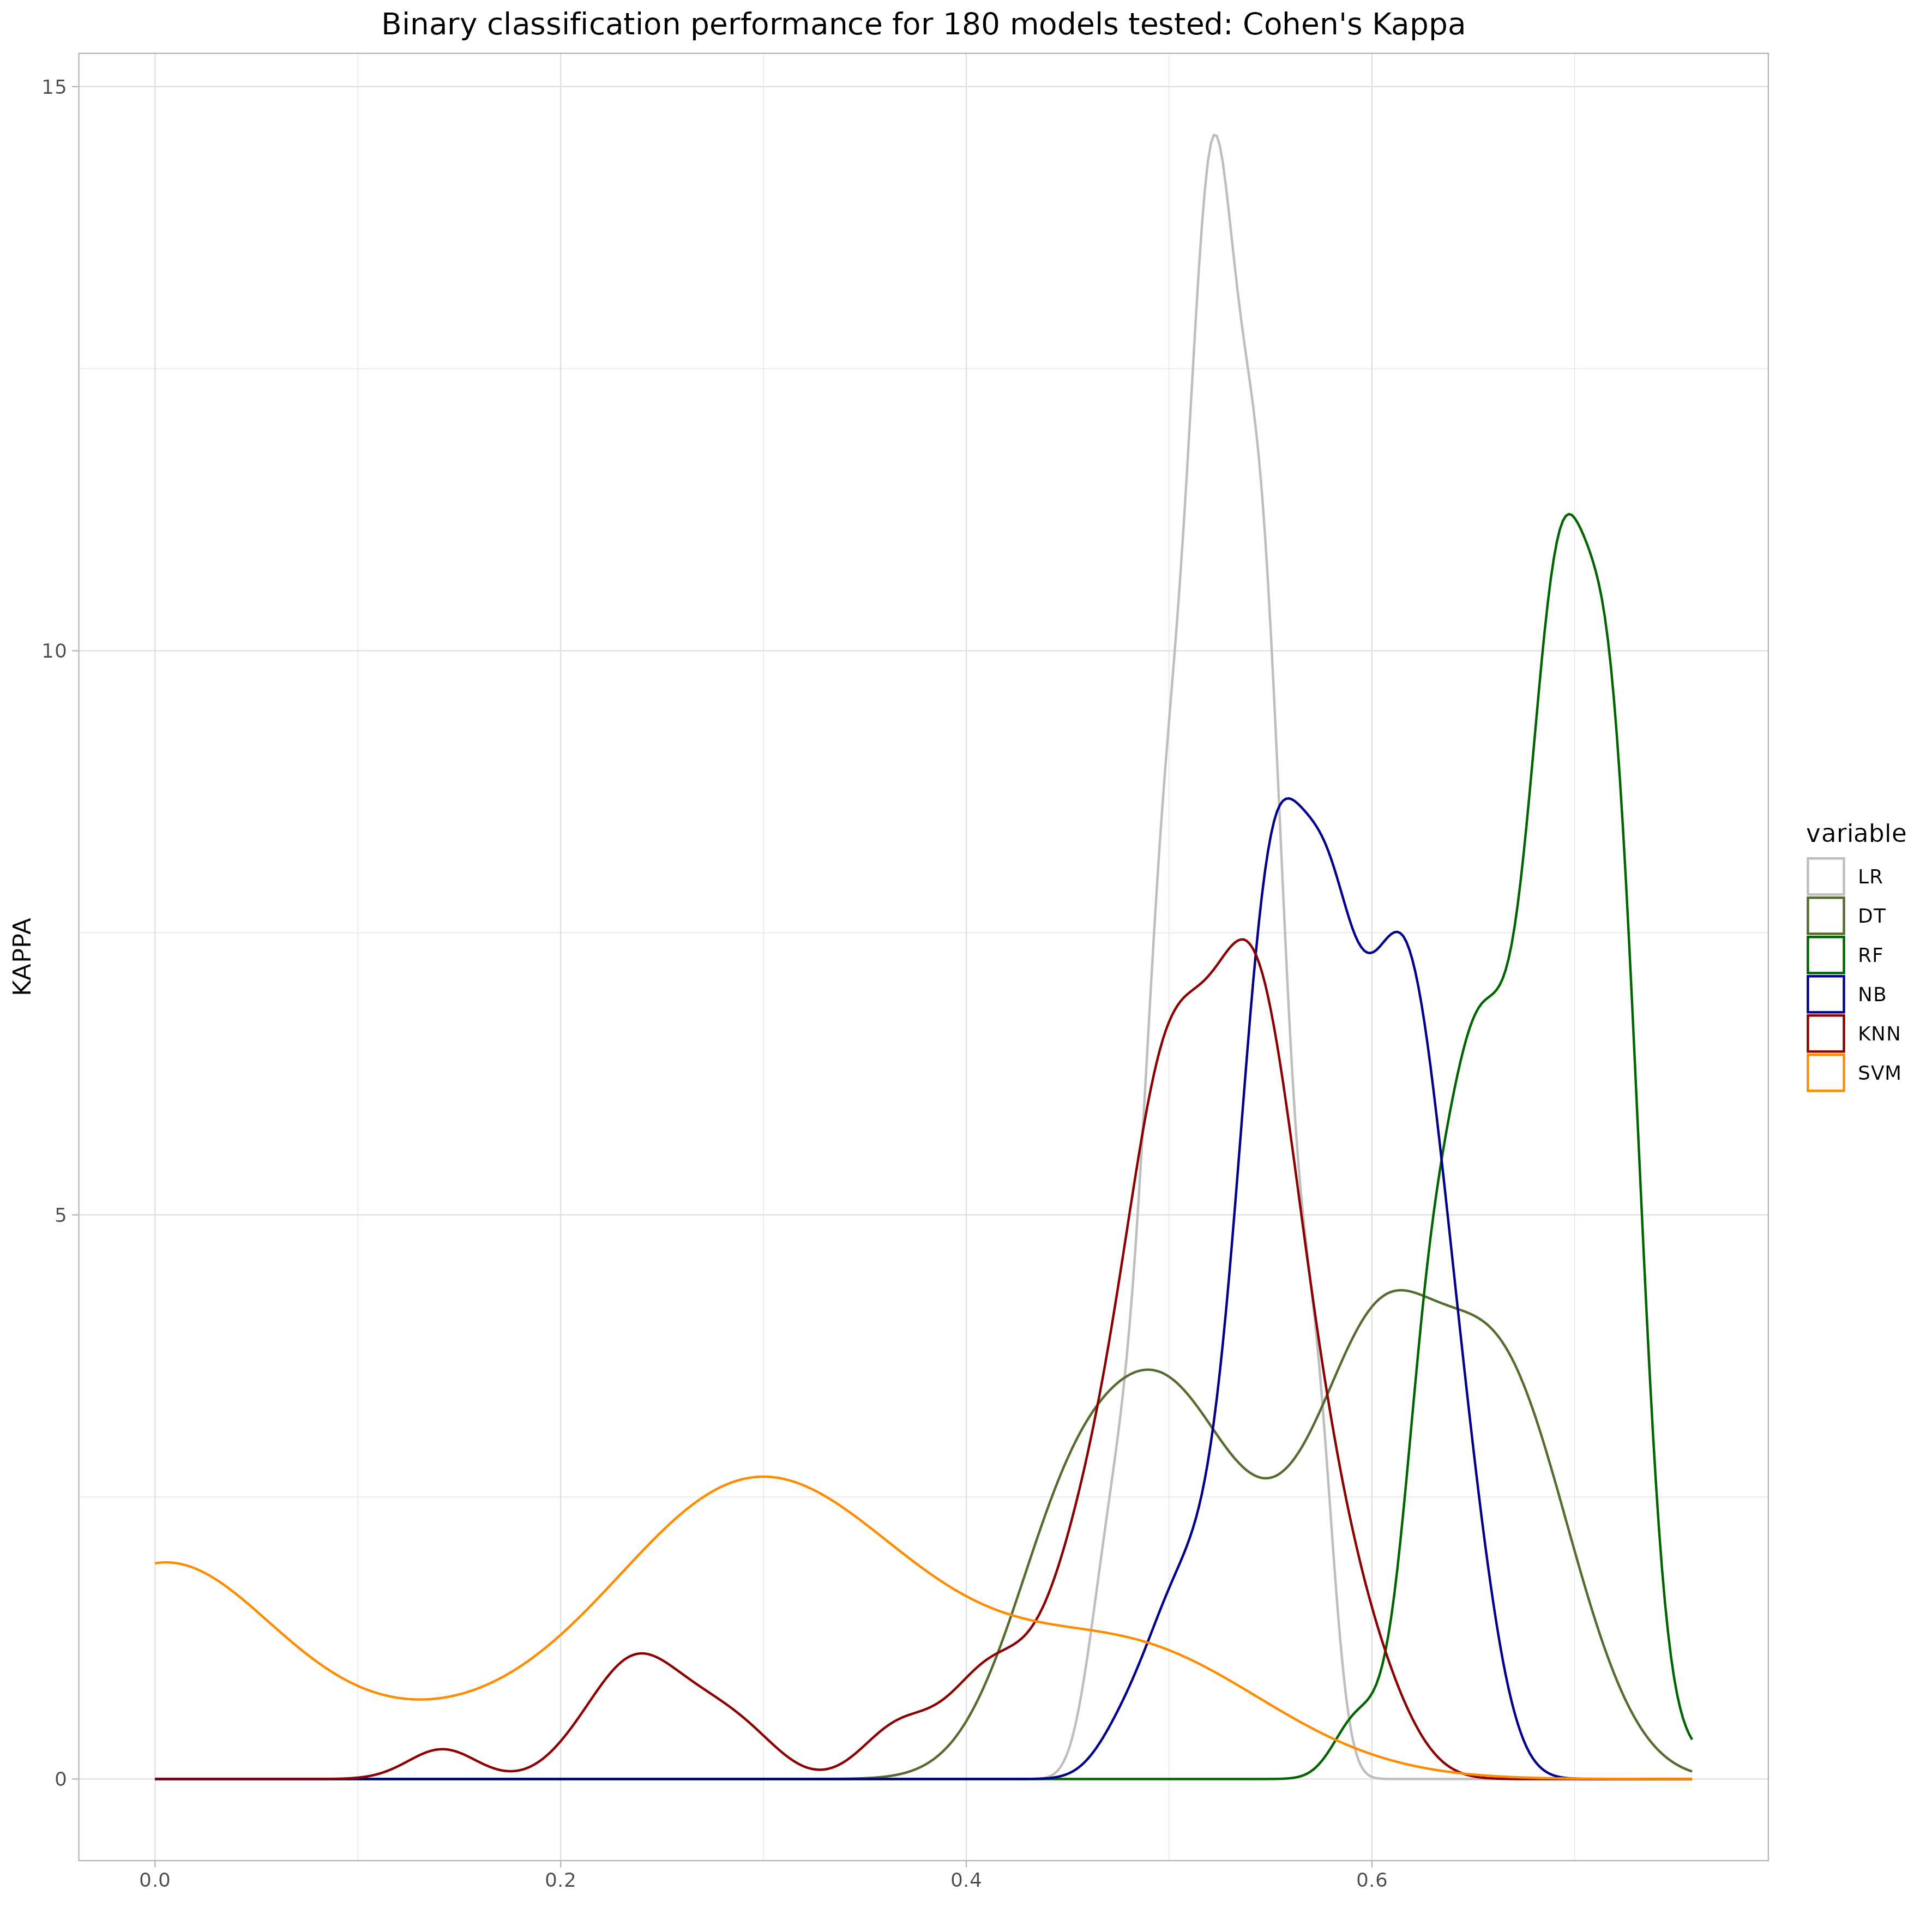 Binary classification performance for 180 models tested: Cohen's Kappa
15
10
5
0
KAPPA
0.0
0.2
0.4
0.6
variable
LR
DT
RF
NB
KNN
SVM